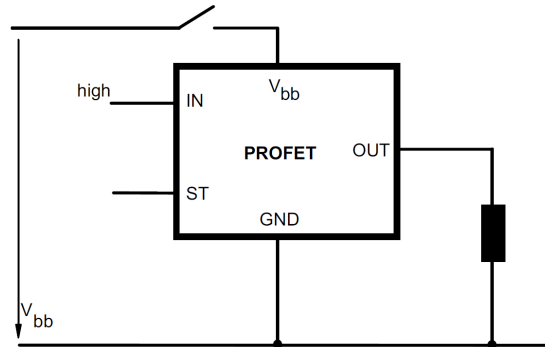 Vbb
high
IN
PROFET
OUT
ST
GND
Vbb